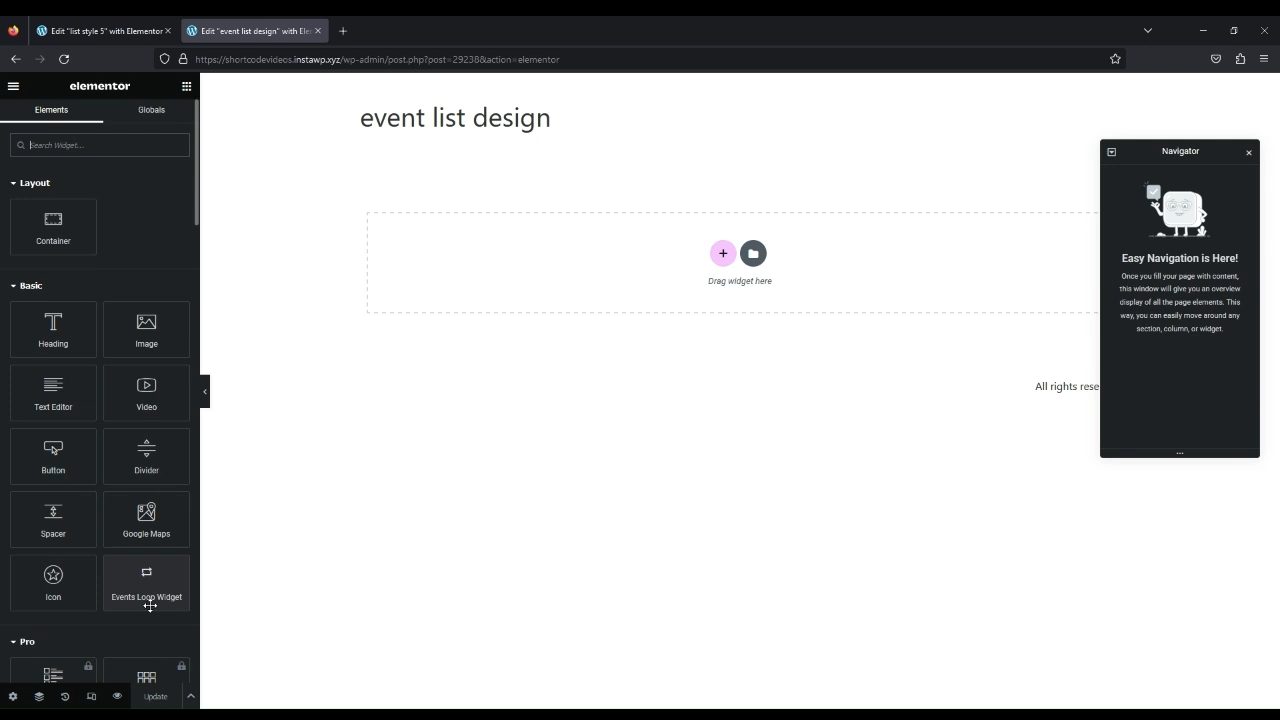 Edit "list style 5" with Elementor
Edit "event list design" with Ele
https://shortcodevideos.instawp.xyz/wp-admin/post.php?post=29238&action=elementor
elementor
Elements
Globals
Search Widget...
Layout
Container
Basic
Heading
Image
Text Editor
Video
Button
Divider
Spacer
Google Maps
Icon
Events Loop Widget
Pro
Update
event list design
Drag widget here
All rights rese
Navigator
Easy Navigation is Here!
Once you fill your page with content,
this window will give you an overview
display of all the page elements. This
way, you can easily move around any
section, column, or widget.